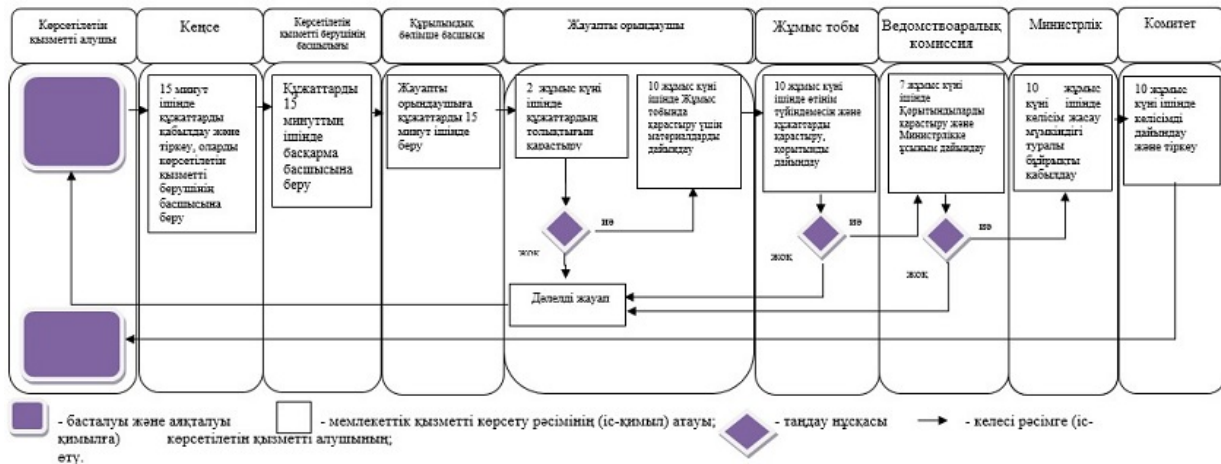 Көрсетілетін
қызметті алушы
Кеңсе
Көрсетілетін
қызметті берушінің
басшылығы
Құрылымдық
бөлімше басшысы
Жауапты орындаушы
Жұмыс тобы
Ведомствоаралық
комиссия
Министрлік
Комитет
15 минут
ішінде
құжаттарды
қабылдау және
тіркеу, оларды
көрсетілетін
қызметті
берушінің
басшысына
беру
Құжаттарды
15
минуттың
ішінде
басқарма
басшысына
беру
Жауапты
орындаушыға
құжаттарды 15
минут ішінде
беру
2 жұмыс күні
ішінде
құжаттардың
толықтығын
қарастыру
10 жұмыс күні
ішінде Жұмыс
тобында
қарастыру үшін
материалдарды
дайындау
10 жұмыс күні
ішінде өтінім
түйіндемесін және
құжаттарды
қарастыру,
қорытынды
дайындау
7 жұмыс күні
ішінде
Қорытындыларды
қарастыру және
Министрлікке
ұсыным дайындау
10 жұмыс
күні ішінде
келісім жасау
мүмкіндігі
туралы
бұйрықты
қабылдау
10 жұмыс
күні ішінде
келісімді
дайындау
және тіркеу
иә
жоқ
иә
жоқ
иә
жоқ
Дәлелді жауап
- басталуы және аяқталуы
- мемлекеттік қызметті көрсету рәсімінің (іс-қимыл) атауы;
- таңдау нұсқасы
- келесі рәсімге (іс-
қимылға) көрсетілетін қызметті алушының;
өту.